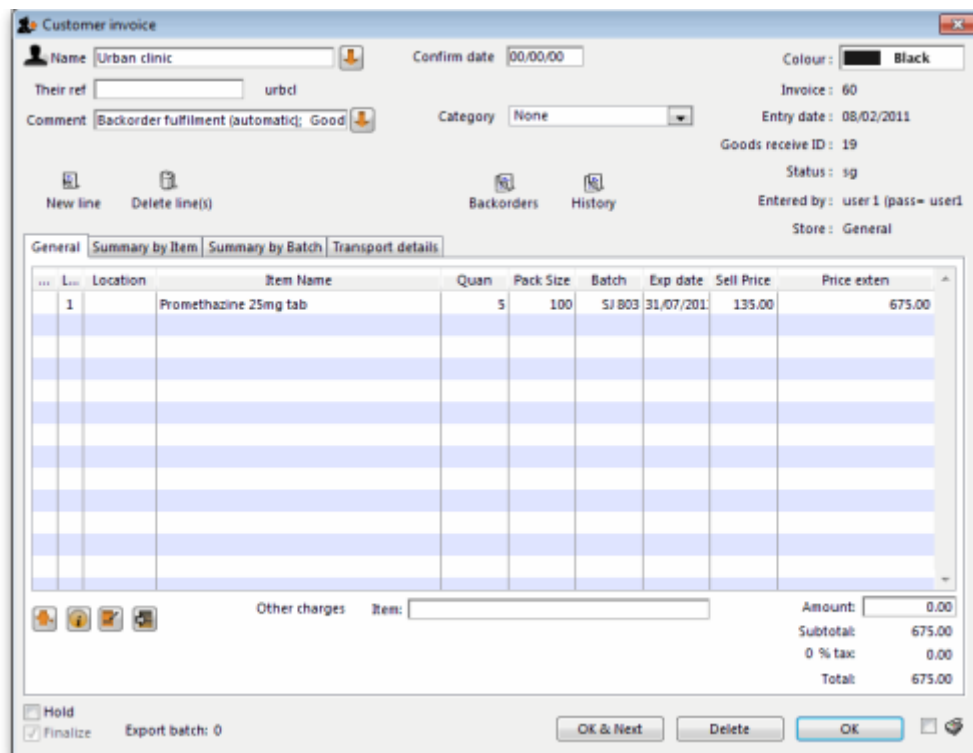 Customer invoice
Name Urban clinic Confirm date 00/00/00 Colour: Black
Their ref urbcl Invoice: 60
Comment Backorder fulfilment (automatic); Good Category None Entry date: 08/02/2011
Goods receive ID: 19
Status: sg
New line Delete line(s) Backorders History Entered by: user 1 (pass= user1
Store: General
General Summary by Item Summary by Batch Transport details
... L... Location Item Name Quan Pack Size Batch Exp date Sell Price Price exten
1 Promethazine 25mg tab 5 100 SJ803 31/07/201 135.00 675.00
Other charges Item: Amount: 0.00
Subtotal: 675.00
0 % tax: 0.00
Total: 675.00
Hold
Finalize Export batch: 0 OK & Next Delete OK